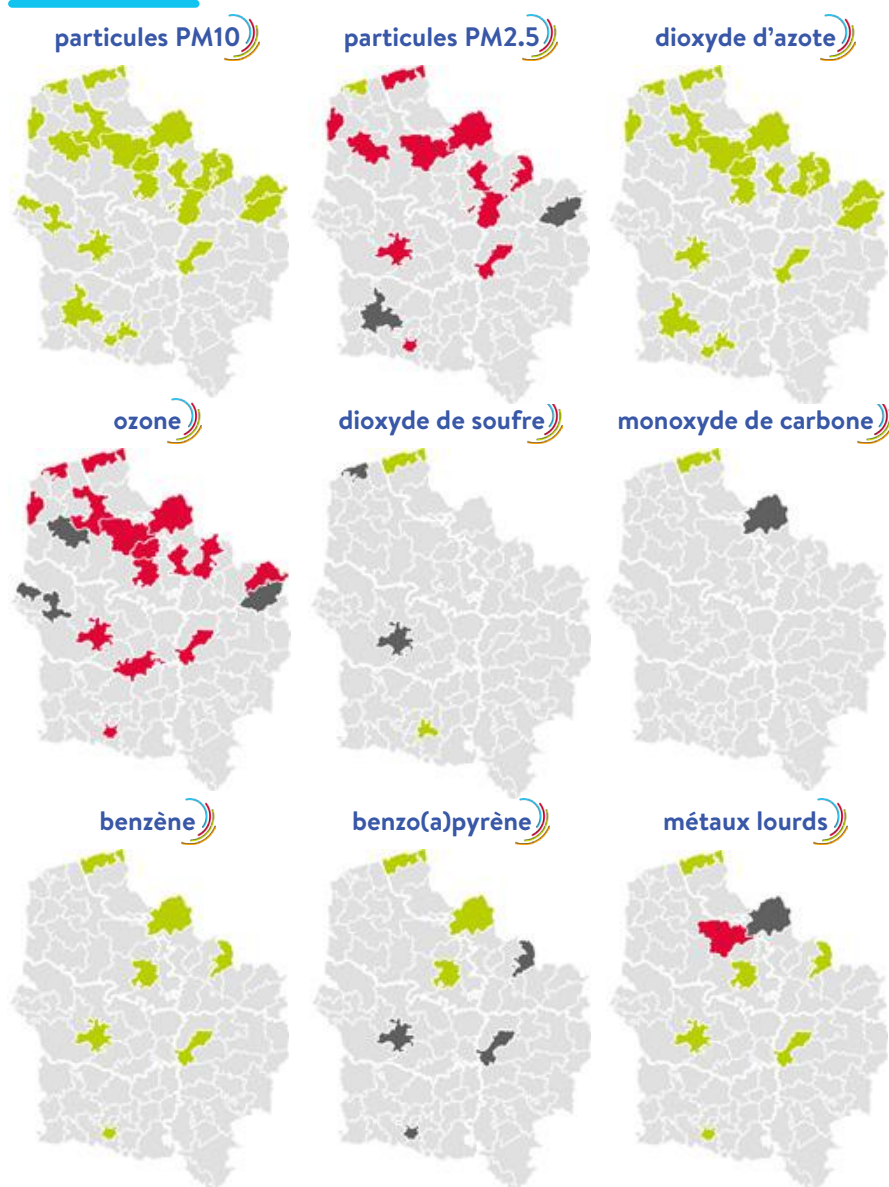 particules PM10
particules PM2.5
dioxyde d'azote
ozone
dioxyde de soufre
monoxyde de carbone
benzène
benzo(a)pyrène
métaux lourds